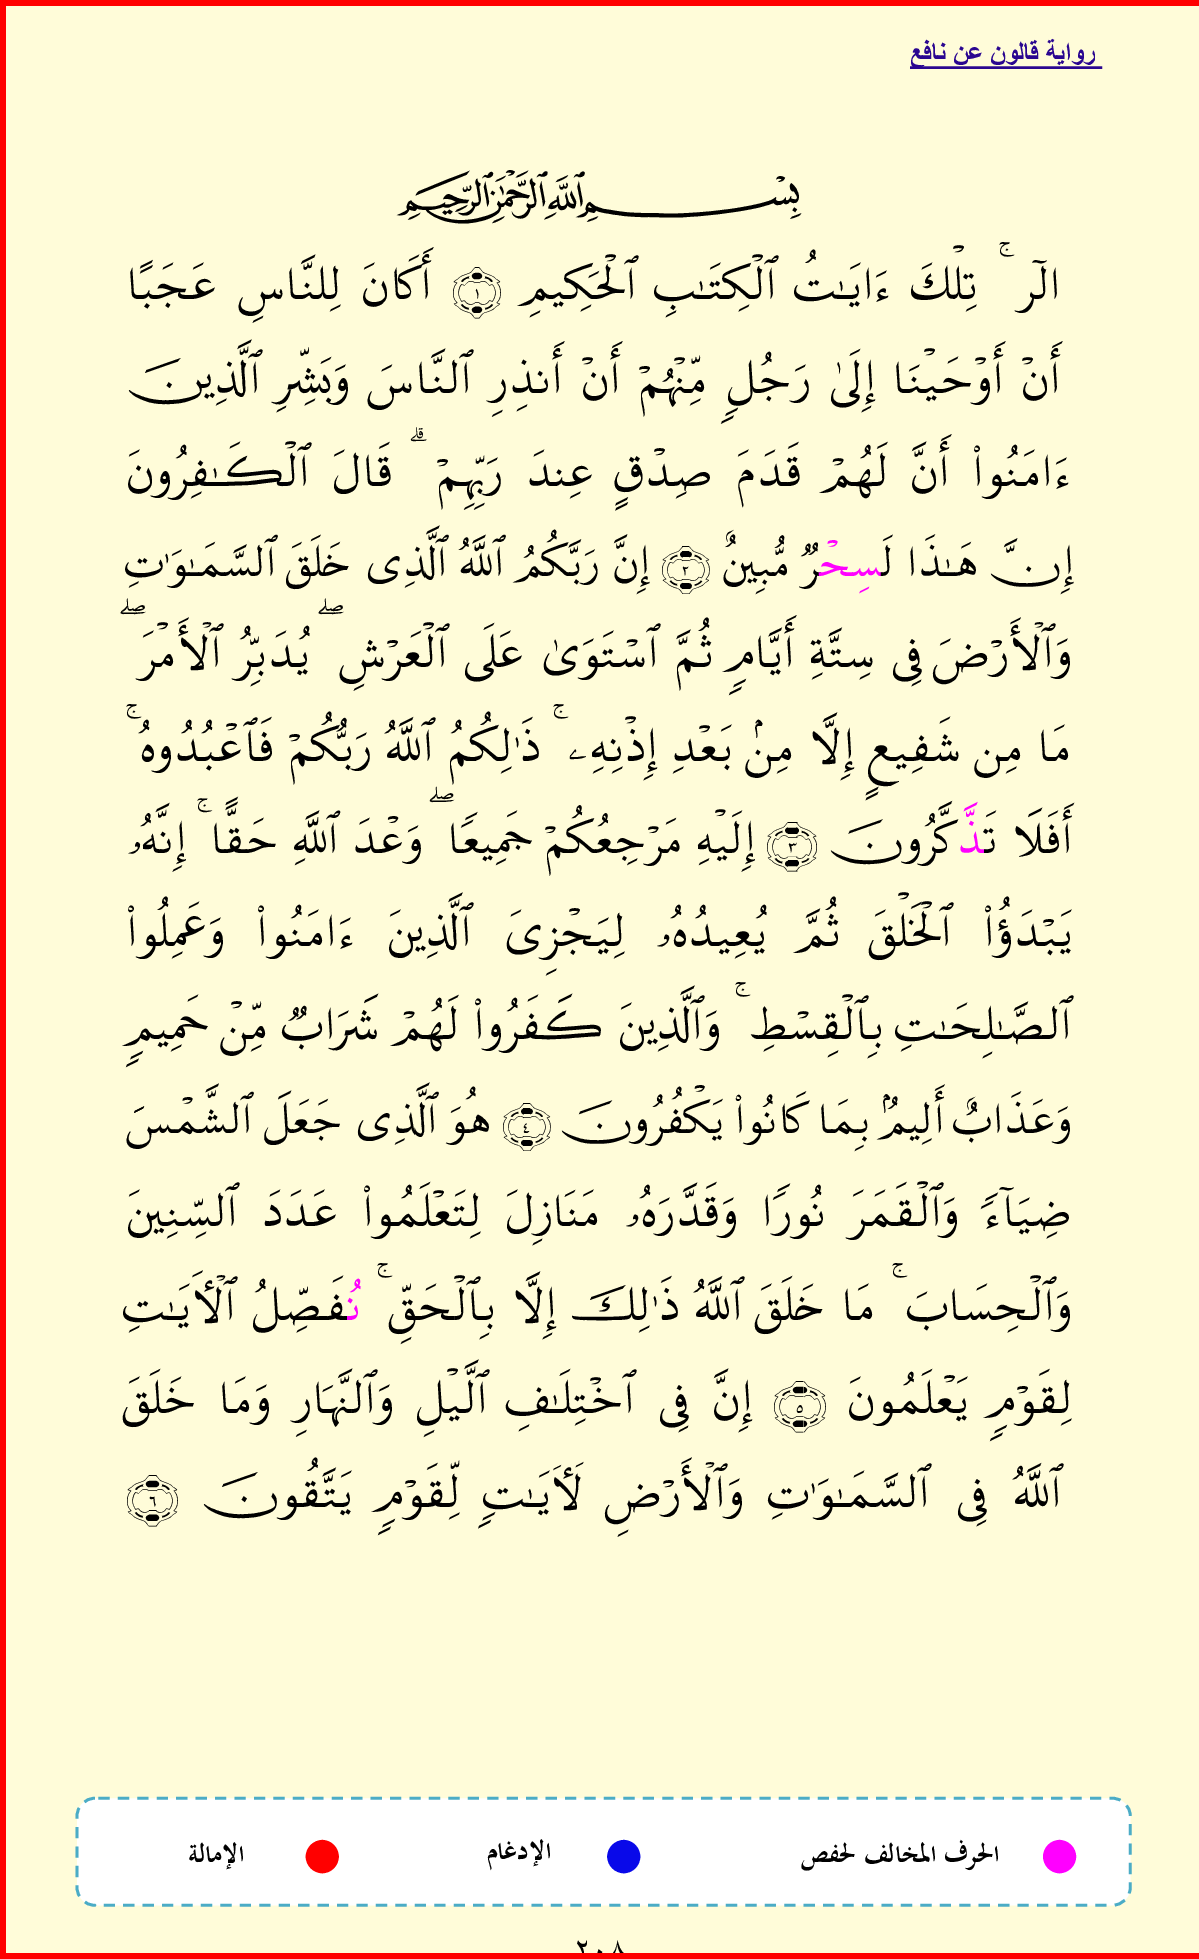 رواية قالون عن نافع
بِسْمِ ٱللَّهِ ٱلرَّحْمَٰنِ ٱلرَّحِيمِ
الٓر ۚ تِلْكَ ءَايَٰتُ ٱلْكِتَٰبِ ٱلْحَكِيمِ ١ أَكَانَ لِلنَّاسِ عَجَبًا
أَنْ أَوْحَيْنَا إِلَىٰ رَجُلٍ مِّنْهُمْ أَنْ أَنذِرِ ٱلنَّاسَ وَبَشِّرِ ٱلَّذِينَ
ءَامَنُواْ أَنَّ لَهُمْ قَدَمَ صِدْقٍ عِندَ رَبِّهِمْ ۗ قَالَ ٱلْكَٰفِرُونَ
إِنَّ هَٰذَا لَسِحْرٌ مُّبِينٌ ٢ إِنَّ رَبَّكُمُ ٱللَّهُ ٱلَّذِى خَلَقَ ٱلسَّمَٰوَٰتِ
وَٱلْأَرْضَ فِى سِتَّةِ أَيَّامٍ ثُمَّ ٱسْتَوَىٰ عَلَى ٱلْعَرْشِ ۖ يُدَبِّرُ ٱلْأَمْرَ ۖ
مَا مِن شَفِيعٍ إِلَّا مِنۢ بَعْدِ إِذْنِهِۦ ۚ ذَٰلِكُمُ ٱللَّهُ رَبُّكُمْ فَٱعْبُدُوهُ ۚ
أَفَلَا تَذَّكَّرُونَ ٣ إِلَيْهِ مَرْجِعُكُمْ جَمِيعًا ۖ وَعْدَ ٱللَّهِ حَقًّا ۚ إِنَّهُۥ
يَبْدَؤُاْ ٱلْخَلْقَ ثُمَّ يُعِيدُهُۥ لِيَجْزِىَ ٱلَّذِينَ ءَامَنُواْ وَعَمِلُواْ
ٱلصَّٰلِحَٰتِ بِٱلْقِسْطِ ۚ وَٱلَّذِينَ كَفَرُواْ لَهُمْ شَرَابٌ مِّنْ حَمِيمٍ
وَعَذَابٌ أَلِيمٌۢ بِمَا كَانُواْ يَكْفُرُونَ ٤ هُوَ ٱلَّذِى جَعَلَ ٱلشَّمْسَ
ضِيَآءً وَٱلْقَمَرَ نُورًا وَقَدَّرَهُۥ مَنَازِلَ لِتَعْلَمُواْ عَدَدَ ٱلسِّنِينَ
وَٱلْحِسَابَ ۚ مَا خَلَقَ ٱللَّهُ ذَٰلِكَ إِلَّا بِٱلْحَقِّ ۚ نُفَصِّلُ ٱلْأَيَٰتِ
لِقَوْمٍ يَعْلَمُونَ ٥ إِنَّ فِى ٱخْتِلَٰفِ ٱلَّيْلِ وَٱلنَّهَارِ وَمَا خَلَقَ
ٱللَّهُ فِى ٱلسَّمَٰوَٰتِ وَٱلْأَرْضِ لَأَيَٰتٍ لِّقَوْمٍ يَتَّقُونَ ٦
الحرف المخالف لحفص الإدغام الإمالة
٢٠٨